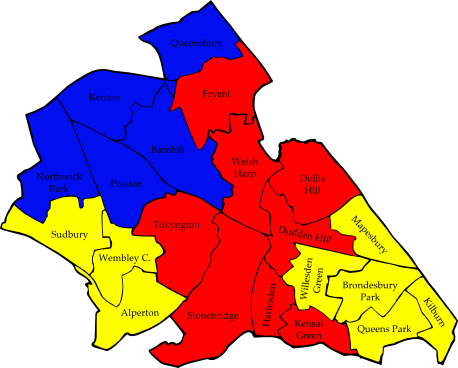 Queensbury
Kenton
Fryent
Barnhill
Welsh
Harp
Dollis
Hill
Northwick
Park
Preston
Mapesbury
Tokyngton
Sudbury
Dudden Hill
Wembley C.
Willesden
Green
Brondesbury
Park
Alperton
Stonebridge
Harlesden
Kensal
Green
Queens Park
Kilburn